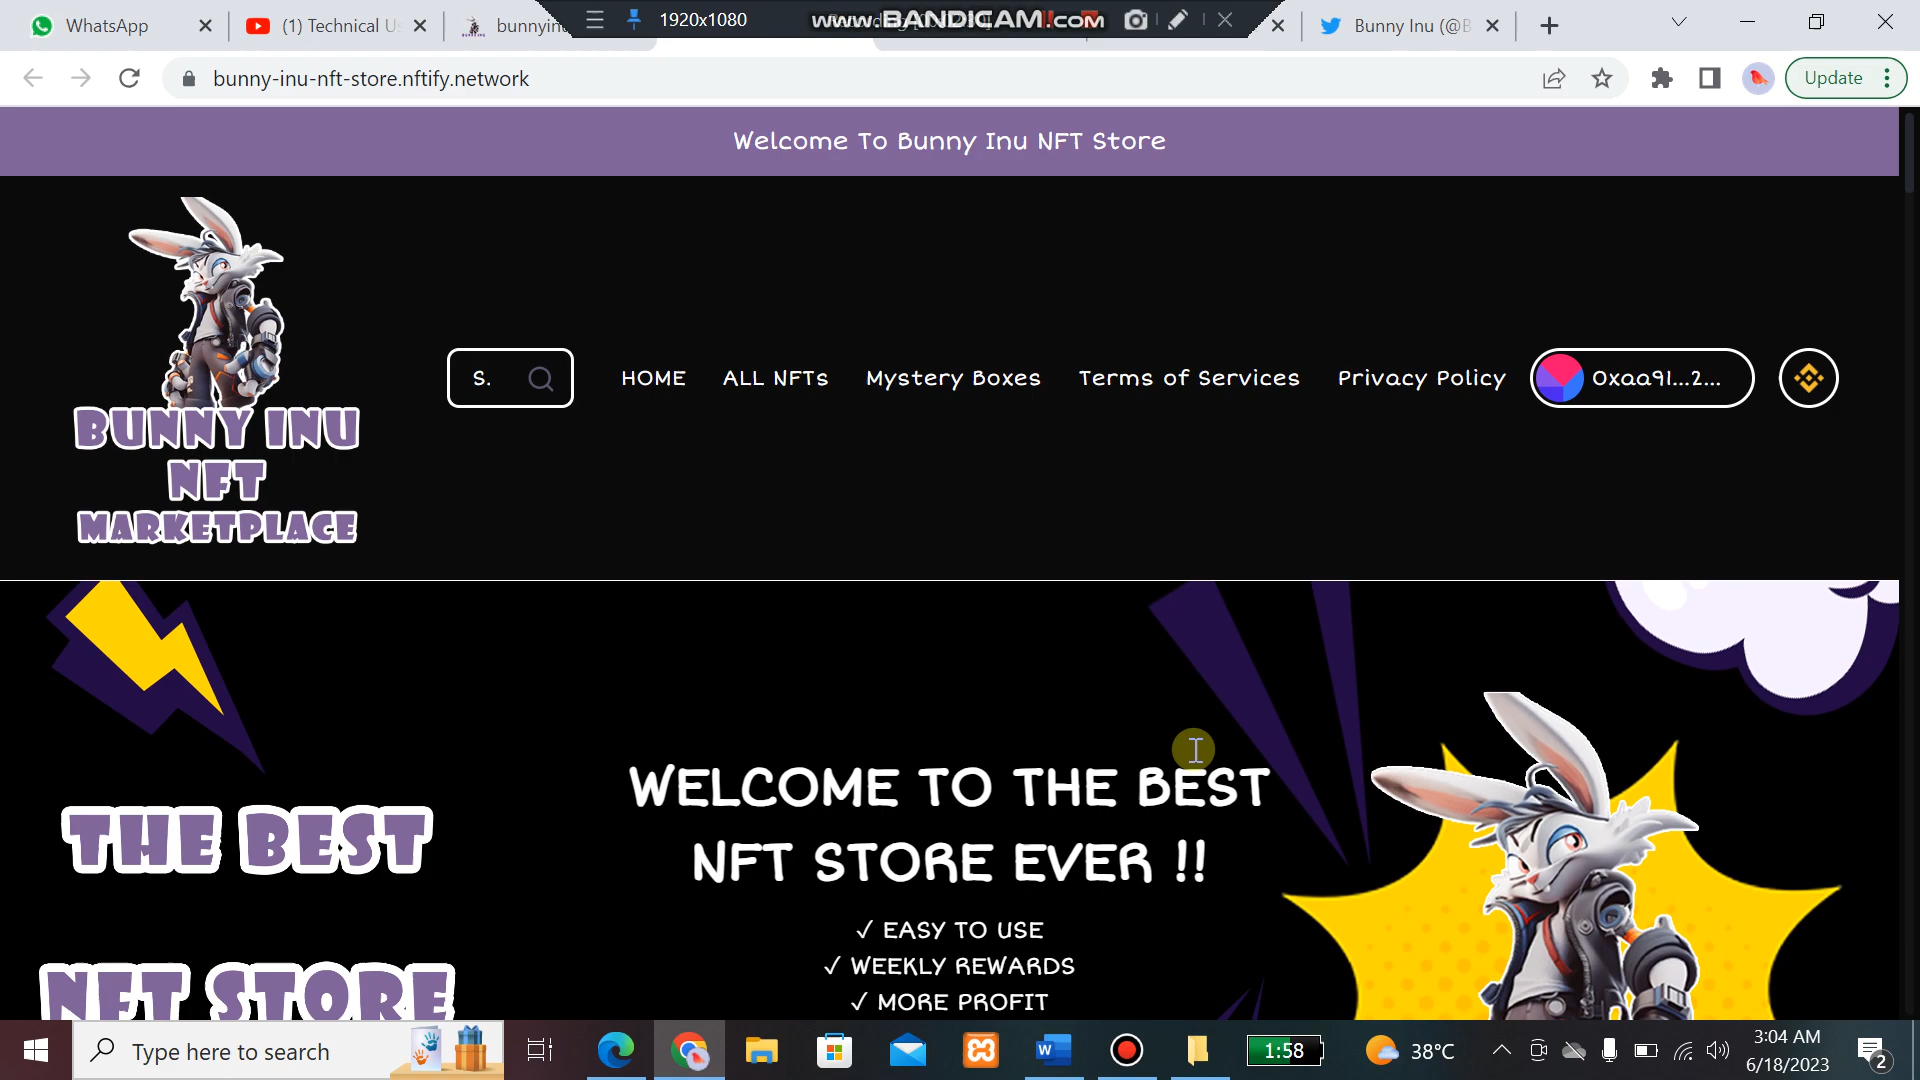 WhatsApp
(1) Technical Us
bunnyinu
1920x1080
www.BANDICAM.com
Bunny Inu (@B
bunny-inu-nft-store.nftify.network
Update
Welcome To Bunny Inu NFT Store
BUNNY INU
NFT
MARKETPLACE
S.
HOME
ALL NFTs
Mystery Boxes
Terms of Services
Privacy Policy
0xaa91...2...
THE BEST
NFT STORE
WELCOME TO THE BEST
NFT STORE EVER !!
✓ EASY TO USE
✓ WEEKLY REWARDS
✓ MORE PROFIT
Type here to search
1:58
38°C
3:04 AM
6/18/2023
2